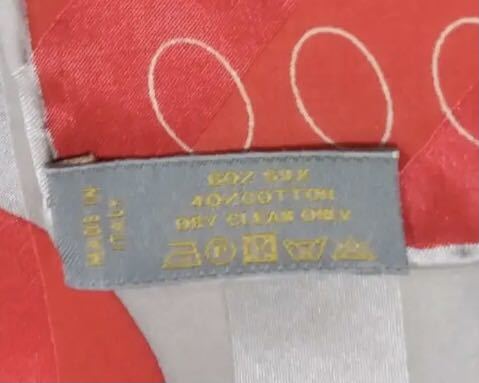 MADE IN
ITALY
60% SILK
40%COTTON
DRY CLEAN ONLY